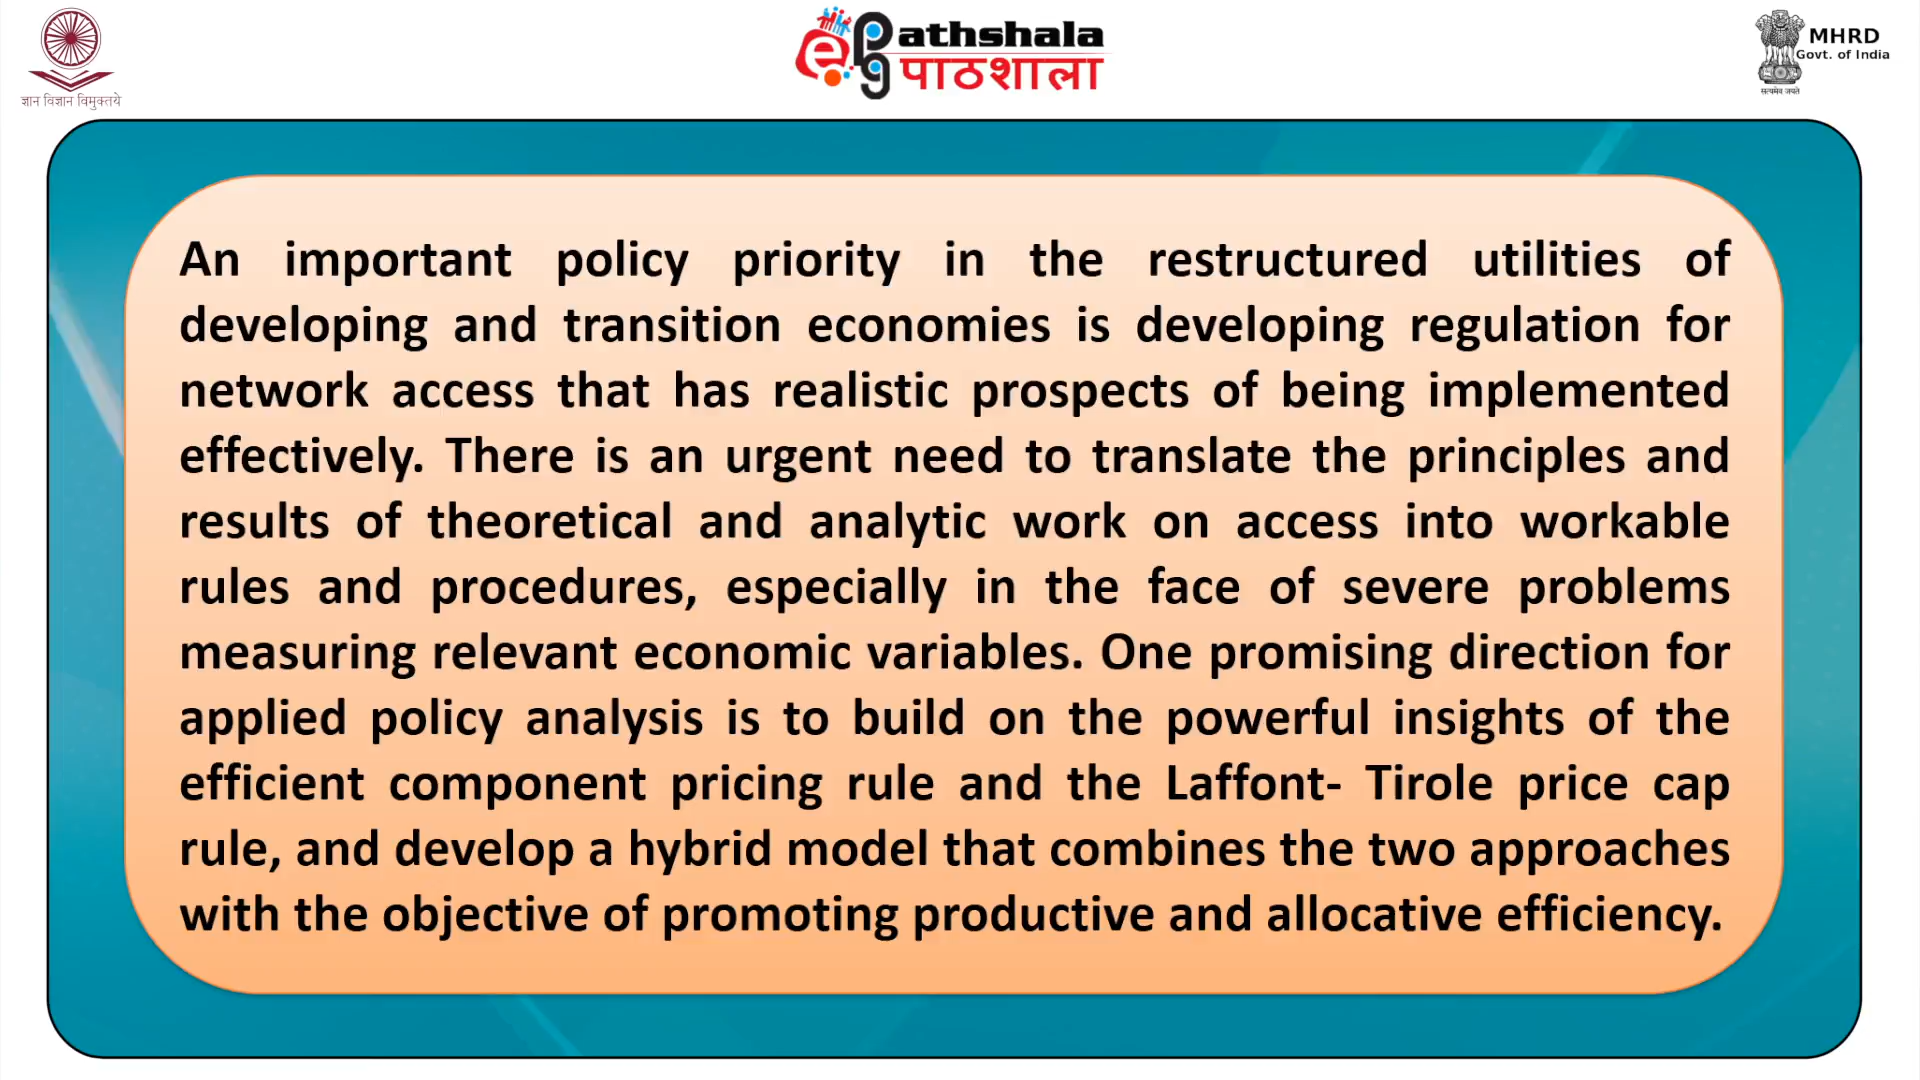 ज्ञान विज्ञान विमुक्तये
ePG Pathshala
पाठशाला
MHRD
Govt. of India
सत्यमेव जयते
An important policy priority in the restructured utilities of
developing and transition economies is developing regulation for
network access that has realistic prospects of being implemented
effectively. There is an urgent need to translate the principles and
results of theoretical and analytic work on access into workable
rules and procedures, especially in the face of severe problems
measuring relevant economic variables. One promising direction for
applied policy analysis is to build on the powerful insights of the
efficient component pricing rule and the Laffont- Tirole price cap
rule, and develop a hybrid model that combines the two approaches
with the objective of promoting productive and allocative efficiency.